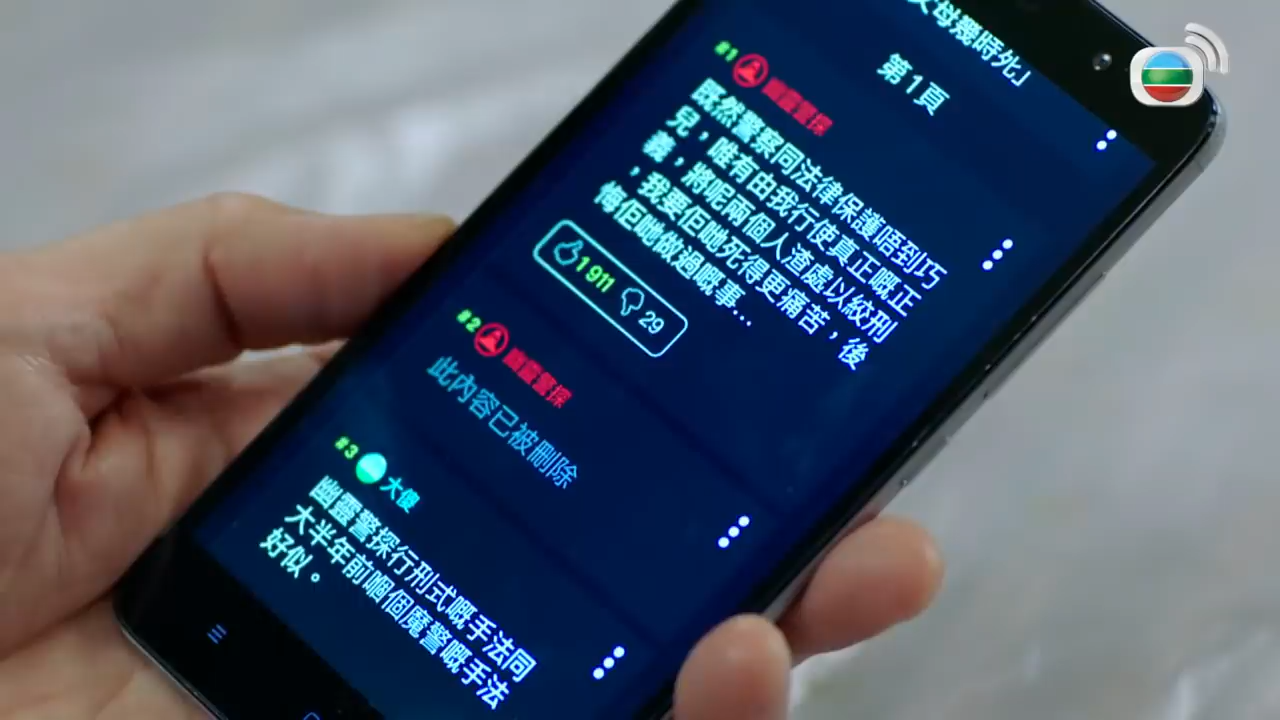 父母幾時死」
第1頁
#1 幽靈警探
既然警察同法律保護唔到巧
兒，唯有由我行使真正嘅正
義，將呢兩個人渣處以絞刑
，我要佢哋死得更痛苦，後
悔佢哋做過嘅事...
1911 29
#2 幽靈警探
此內容已被刪除
#3 大傻
幽靈警探行刑式嘅手法同
大半年前嗰個魔警嘅手法
好似。